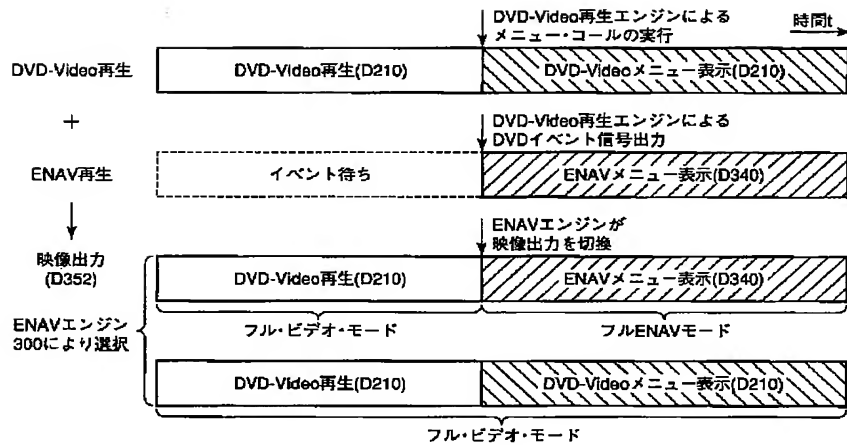 DVD-Video再生エンジンによる
メニュー・コールの実行
時間t
DVD-Video再生
DVD-Video再生(D210)
DVD-Videoメニュー表示(D210)
+
DVD-Video再生エンジンによる
DVDイベント信号出力
ENAV再生
イベント待ち
ENAVメニュー表示(D340)
ENAVエンジンが
映像出力を切換
映像出力
(D352)
DVD-Video再生(D210)
ENAVメニュー表示(D340)
フル・ビデオ・モード
フルENAVモード
ENAVエンジン
300により選択
DVD-Video再生(D210)
DVD-Videoメニュー表示(D210)
フル・ビデオ・モード